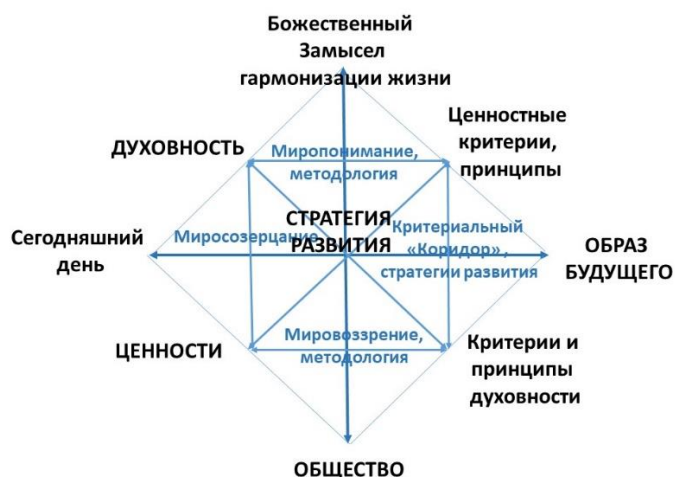 Божественный
Замысел
гармонизации жизни
Ценностные
критерии,
принципы
ДУХОВНОСТЬ
Миропонимание,
методология
Сегодняшний
день
Миросозерцание
СТРАТЕГИЯ
РАЗВИТИЯ
Критериальный
«Коридор» ,
стратегии развития
ОБРАЗ
БУДУЩЕГО
ЦЕННОСТИ
Мировоззрение,
методология
Критерии и
принципы
духовности
ОБЩЕСТВО